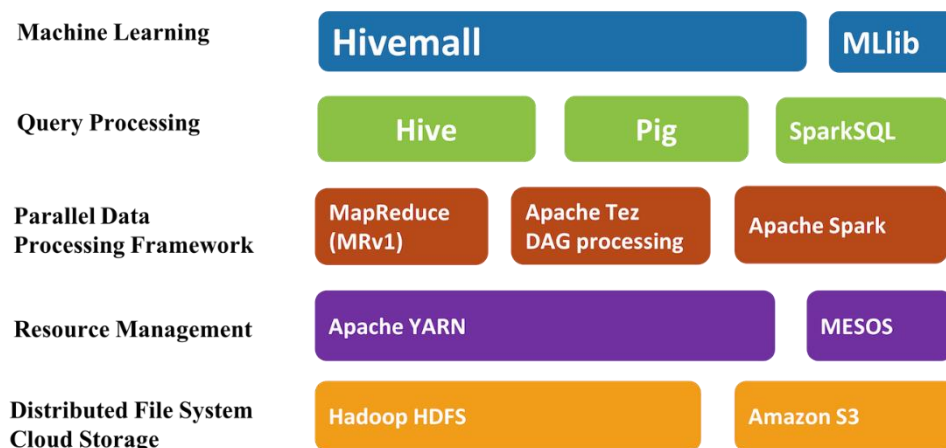 Machine Learning
Hivemall
MLlib
Query Processing
Hive
Pig
SparkSQL
Parallel Data
Processing Framework
MapReduce
(MRv1)
Apache Tez
DAG processing
Apache Spark
Resource Management
Apache YARN
MESOS
Distributed File System
Cloud Storage
Hadoop HDFS
Amazon S3